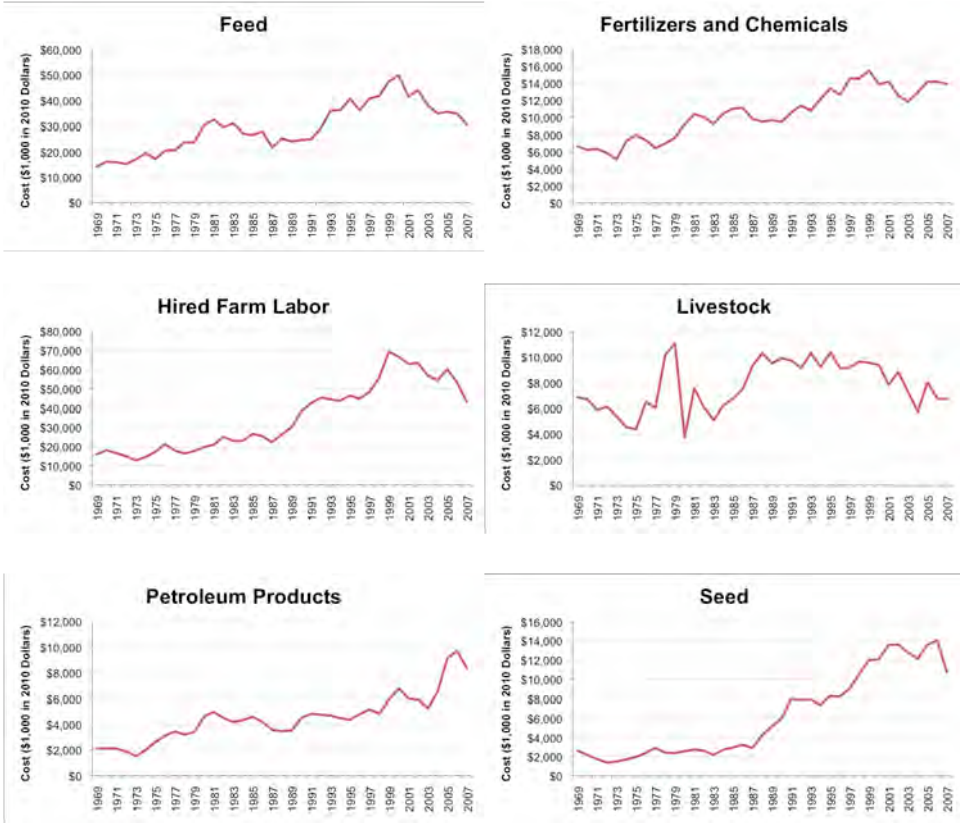 Feed
Cost ($1,000 in 2010 Dollars)
$60,000
$50,000
$40,000
$30,000
$20,000
$10,000
$0
1969 1971 1973 1975 1977 1979 1981 1983 1985 1987 1989 1991 1993 1995 1997 1999 2001 2003 2005 2007
Fertilizers and Chemicals
Cost ($1,000 in 2010 Dollars)
$18,000
$16,000
$14,000
$12,000
$10,000
$8,000
$6,000
$4,000
$2,000
$0
1969 1971 1973 1975 1977 1979 1981 1983 1985 1987 1989 1991 1993 1995 1997 1999 2001 2003 2005 2007
Hired Farm Labor
Cost ($1,000 in 2010 Dollars)
$80,000
$70,000
$60,000
$50,000
$40,000
$30,000
$20,000
$10,000
$0
1969 1971 1973 1975 1977 1979 1981 1983 1985 1987 1989 1991 1993 1995 1997 1999 2001 2003 2005 2007
Livestock
Cost ($1,000 in 2010 Dollars)
$12,000
$10,000
$8,000
$6,000
$4,000
$2,000
$0
1969 1971 1973 1975 1977 1979 1981 1983 1985 1987 1989 1991 1993 1995 1997 1999 2001 2003 2005 2007
Petroleum Products
Cost ($1,000 in 2010 Dollars)
$12,000
$10,000
$8,000
$6,000
$4,000
$2,000
$0
1969 1971 1973 1975 1977 1979 1981 1983 1985 1987 1989 1991 1993 1995 1997 1999 2001 2003 2005 2007
Seed
Cost ($1,000 in 2010 Dollars)
$16,000
$14,000
$12,000
$10,000
$8,000
$6,000
$4,000
$2,000
$0
1969 1971 1973 1975 1977 1979 1981 1983 1985 1987 1989 1991 1993 1995 1997 1999 2001 2003 2005 2007